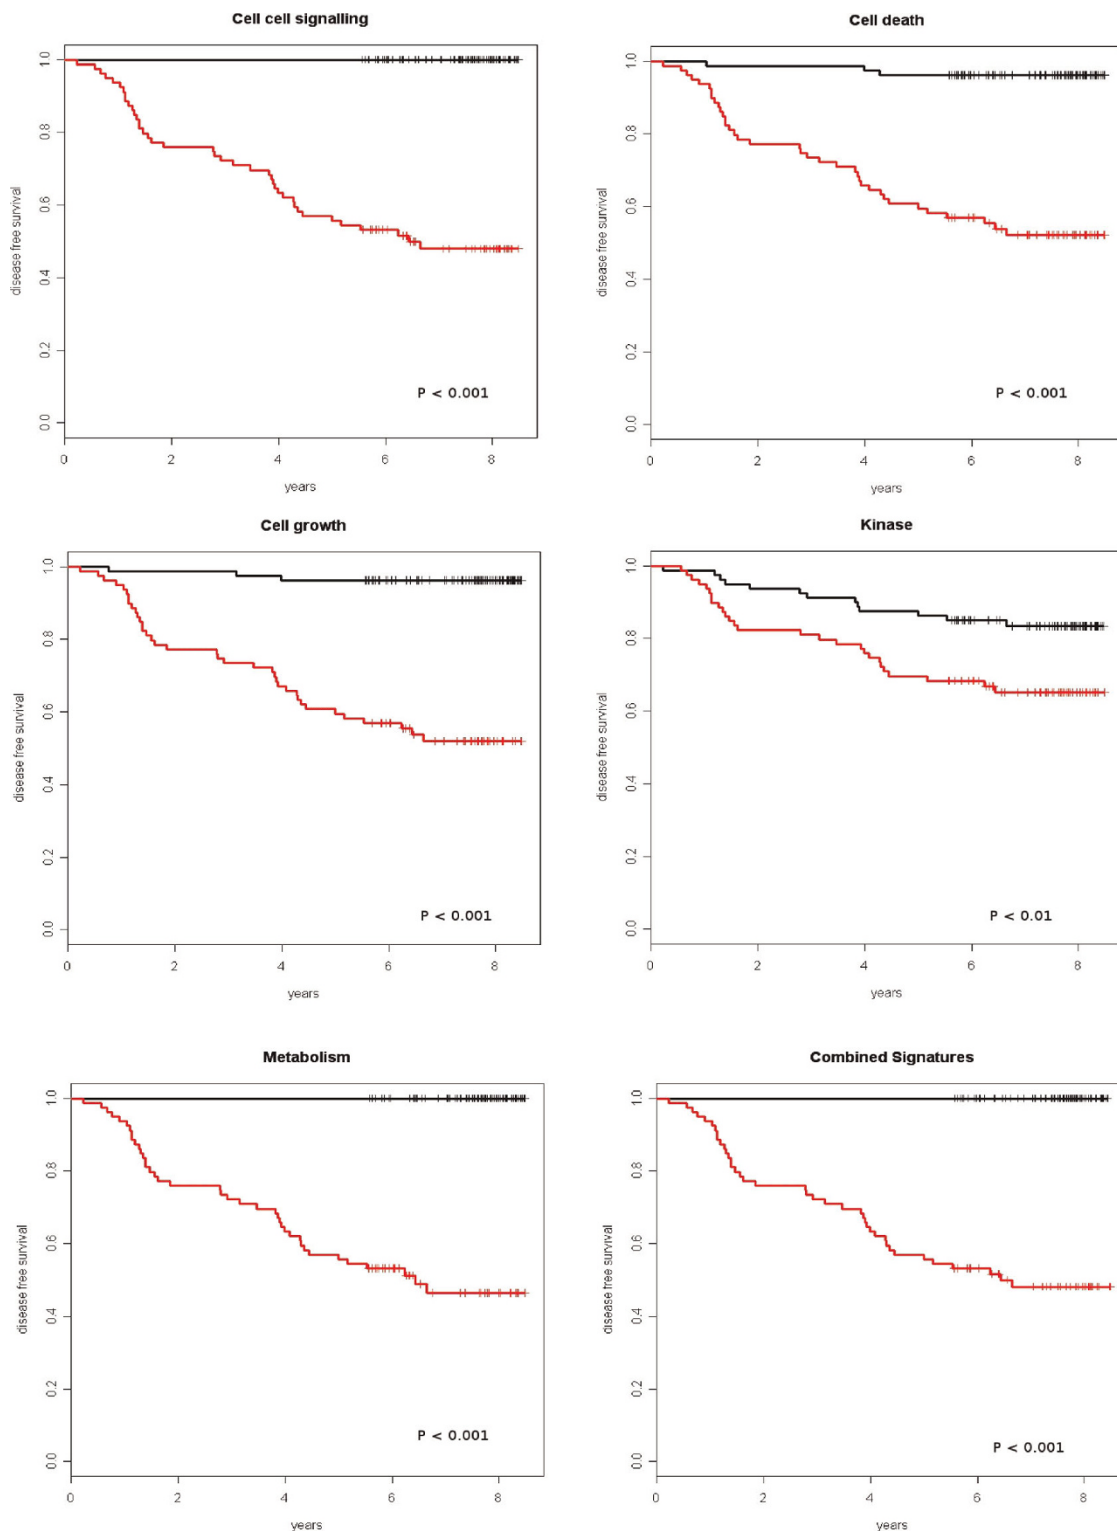 Cell cell signalling
disease free survival
1.0
0.8
0.6
0.4
0.2
0.0
P < 0.001
0 2 4 6 8
years
Cell death
disease free survival
1.0
0.8
0.6
0.4
0.2
0.0
P < 0.001
0 2 4 6 8
years
Cell growth
disease free survival
1.0
0.8
0.6
0.4
0.2
0.0
P < 0.001
0 2 4 6 8
years
Kinase
disease free survival
1.0
0.8
0.6
0.4
0.2
0.0
P < 0.01
0 2 4 6 8
years
Metabolism
disease free survival
1.0
0.8
0.6
0.4
0.2
0.0
P < 0.001
0 2 4 6 8
years
Combined Signatures
disease free survival
1.0
0.8
0.6
0.4
0.2
0.0
P < 0.001
0 2 4 6 8
years